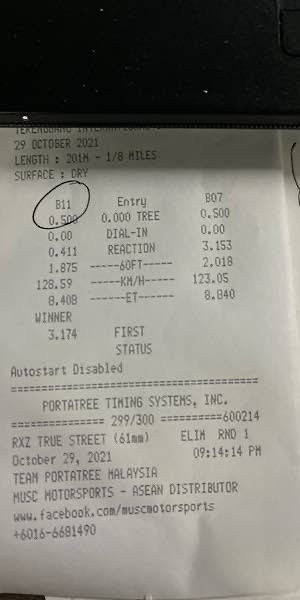 TERENGGANU INTERNATIONAL
29 OCTOBER 2021
LENGTH : 201M - 1/8 MILES
SURFACE : DRY
B11 Entry B07
0.500 0.000 TREE 0.500
0.00 DIAL-IN 0.00
0.411 REACTION 3.153
1.875 -----60FT----- 2.018
128.59 -----KM/H----- 123.05
8.408 ------ET------ 8.840
WINNER
3.174 FIRST
STATUS
Autostart Disabled
=======================================
PORTATREE TIMING SYSTEMS, INC.
=============== 299/300 ==========600214
RXZ TRUE STREET (61mm) ELIM RND 1
October 29, 2021 09:14:14 PM
TEAM PORTATREE MALAYSIA
MUSC MOTORSPORTS - ASEAN DISTRIBUTOR
www.facebook.com/muscmotorsports
+6016-6681490